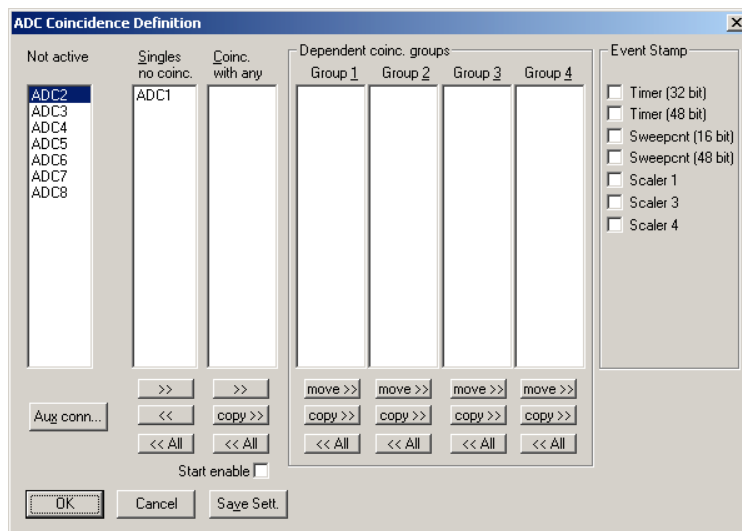 ADC Coincidence Definition
Not active
Singles
no coinc.
Coinc.
with any
Dependent coinc. groups
Group 1
Group 2
Group 3
Group 4
Event Stamp
ADC2
ADC3
ADC4
ADC5
ADC6
ADC7
ADC8
ADC1
Timer (32 bit)
Timer (48 bit)
Sweepcnt (16 bit)
Sweepcnt (48 bit)
Scaler 1
Scaler 3
Scaler 4
>> >> move >> move >> move >> move >>
Aux conn... << copy >> copy >> copy >> copy >> copy >>
<< All << All << All << All << All << All
Start enable
OK Cancel Save Sett.